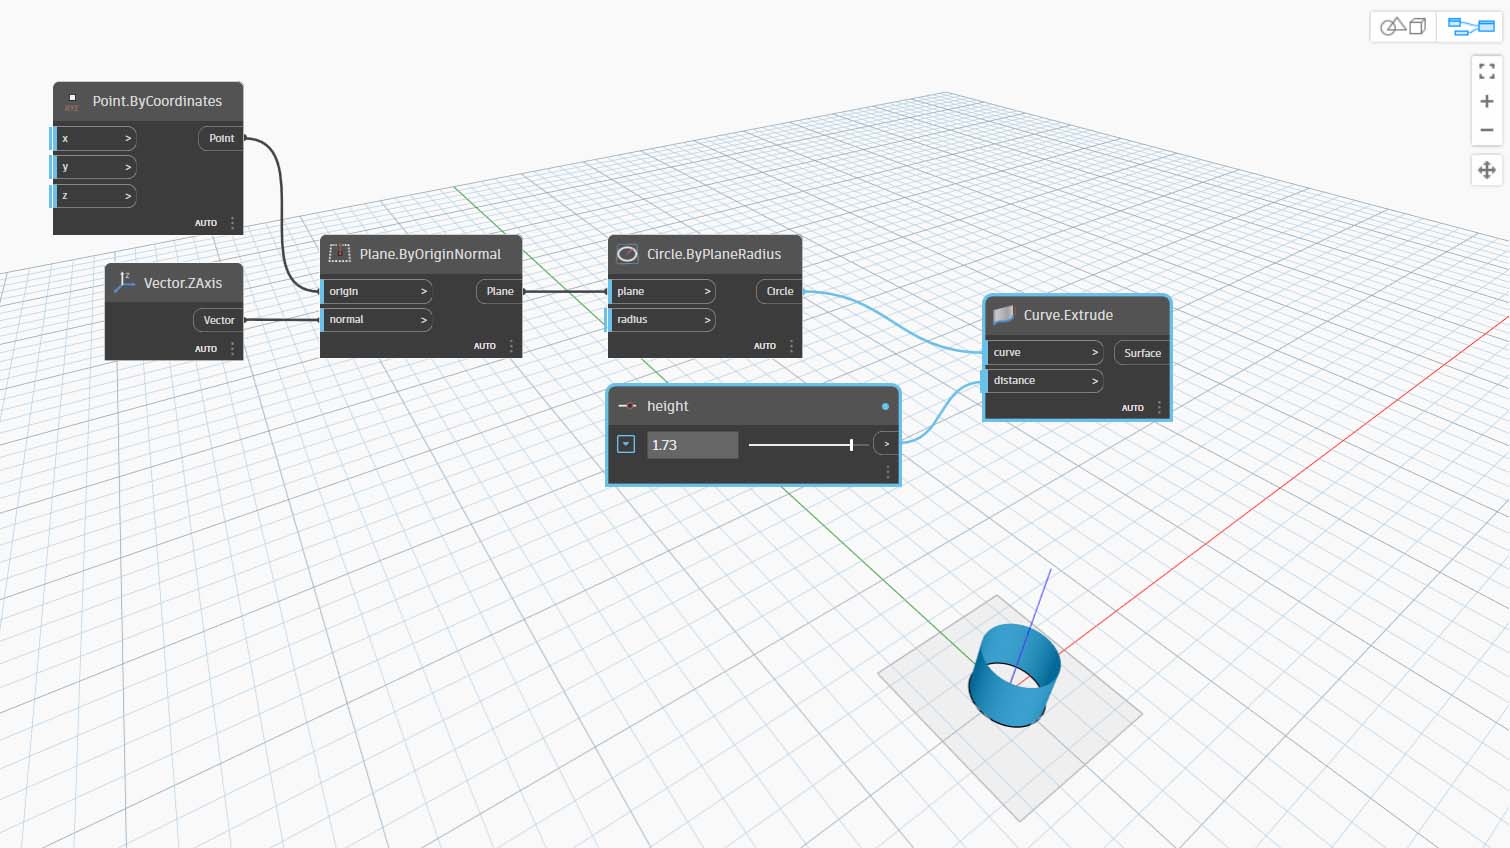 Point.ByCoordinates
XYZ
x >
Point
y >
z >
AUTO
Z
Vector.ZAxis
Vector
AUTO
Plane.ByOriginNormal
origin >
Plane
normal >
AUTO
Circle.ByPlaneRadius
plane >
Circle
radius >
AUTO
height
1.73
>
Curve.Extrude
curve >
Surface
distance >
AUTO